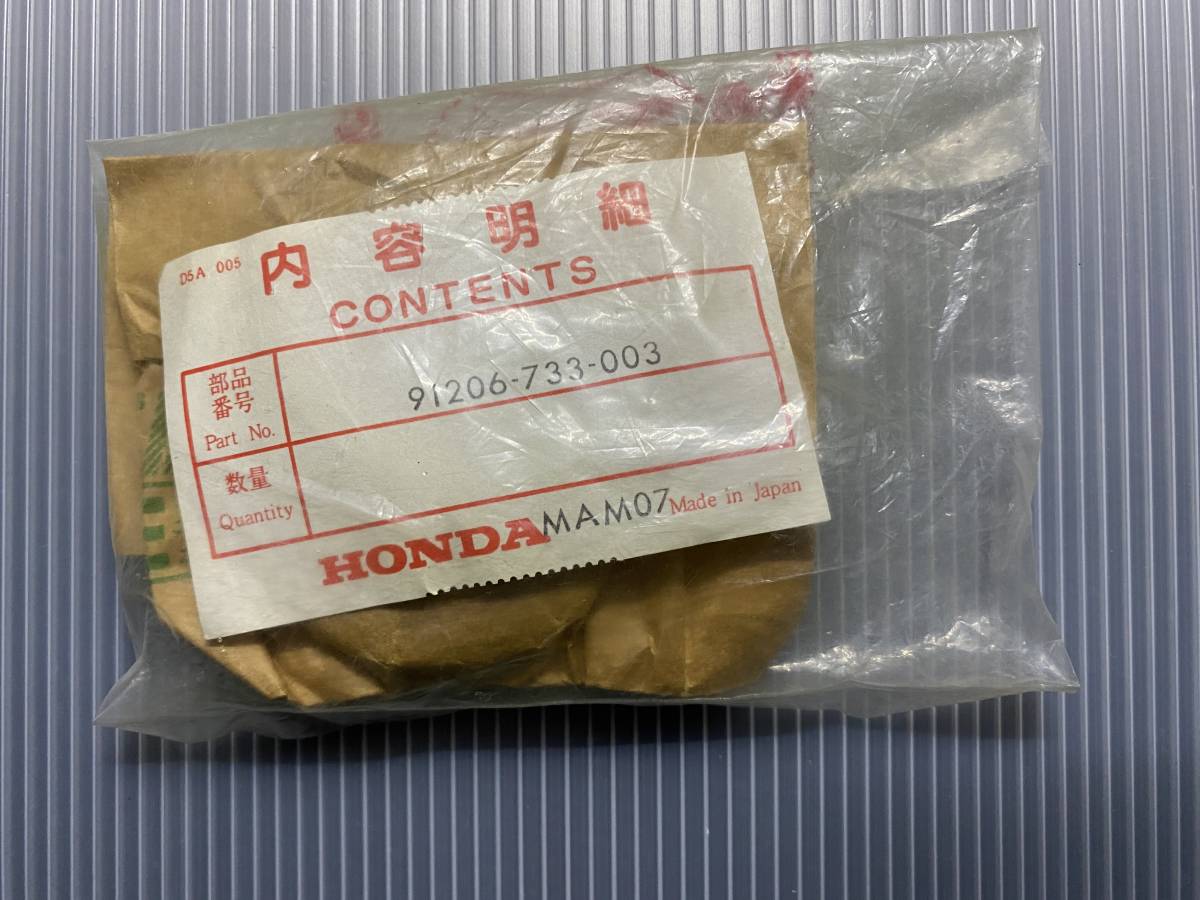 D5A 005
内容明細
CONTENTS
部品
番号
Part No.
91206-733-003
数量
Quantity
HONDA MAM07 Made in Japan